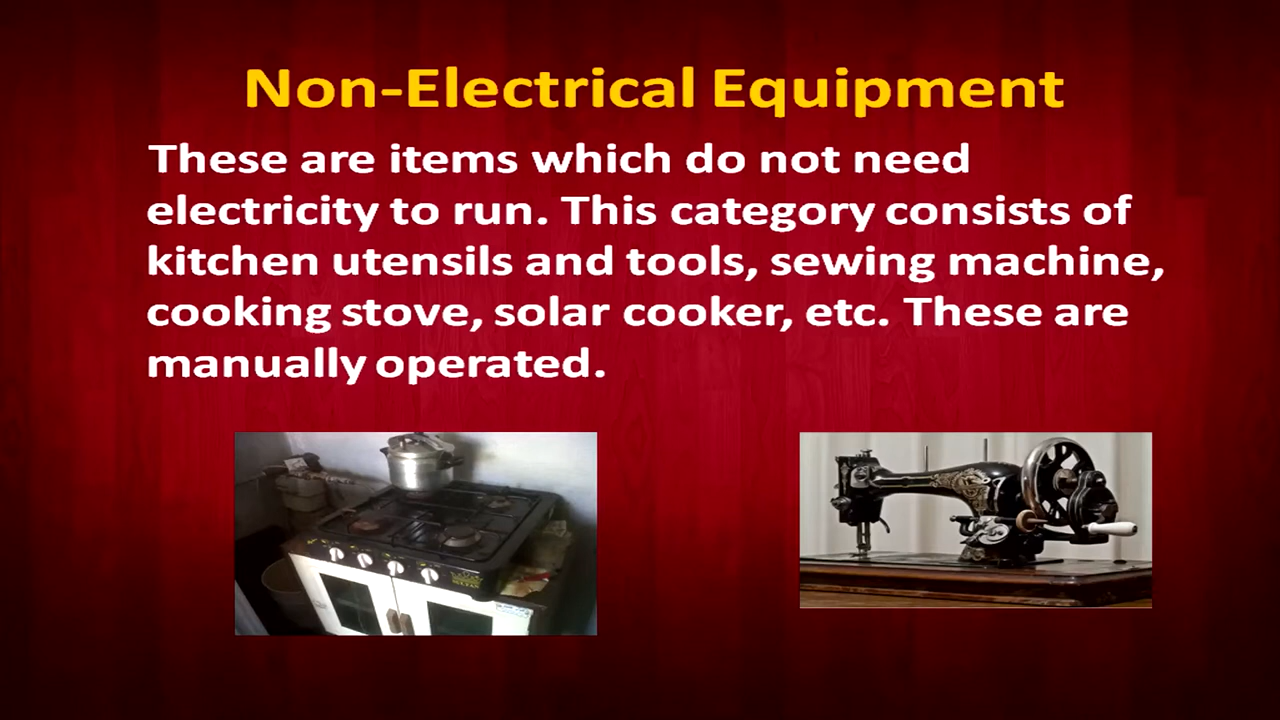 Non-Electrical Equipment
These are items which do not need
electricity to run. This category consists of
kitchen utensils and tools, sewing machine,
cooking stove, solar cooker, etc. These are
manually operated.